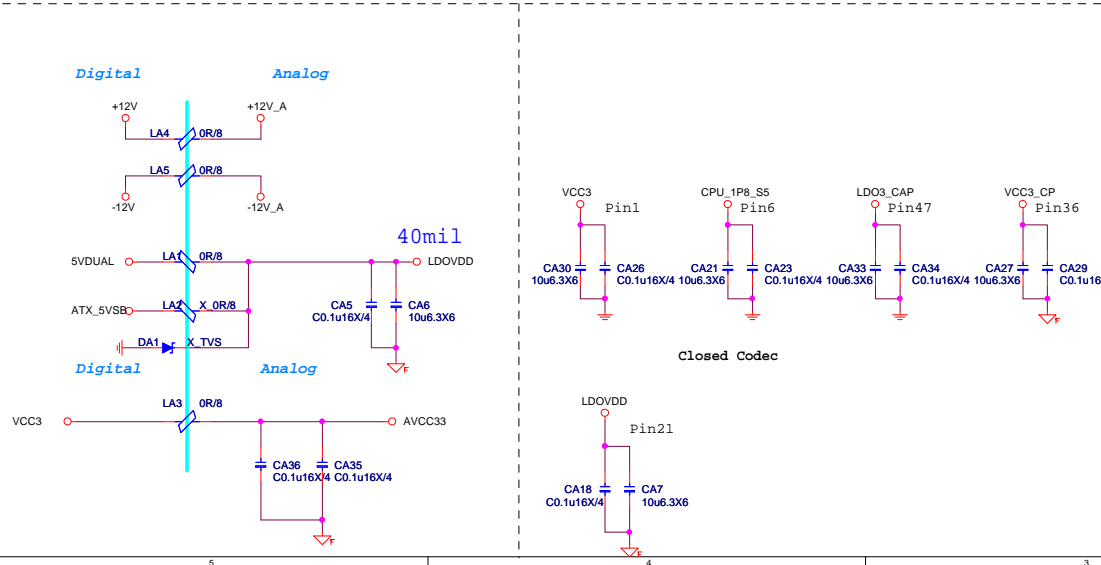 Digital
Analog
+12V
+12V_A
LA4
0R/8
LA5
0R/8
-12V
-12V_A
40mil
5VDUAL
LA1
0R/8
LDOVDD
ATX_5VSB
LA2
X_0R/8
CA5
C0.1u16X/4
CA6
10u6.3X6
DA1
X_TVS
F
Digital
Analog
VCC3
LA3
0R/8
AVCC33
CA36
C0.1u16X/4
CA35
C0.1u16X/4
F
VCC3
Pin1
CA30
10u6.3X6
CA26
C0.1u16X/4
CPU_1P8_S5
Pin6
CA21
10u6.3X6
CA23
C0.1u16X/4
LDO3_CAP
Pin47
CA33
10u6.3X6
CA34
C0.1u16X/4
VCC3_CP
Pin36
CA27
10u6.3X6
CA29
C0.1u16
F
Closed Codec
LDOVDD
Pin21
CA18
C0.1u16X/4
CA7
10u6.3X6
F
5
4
3